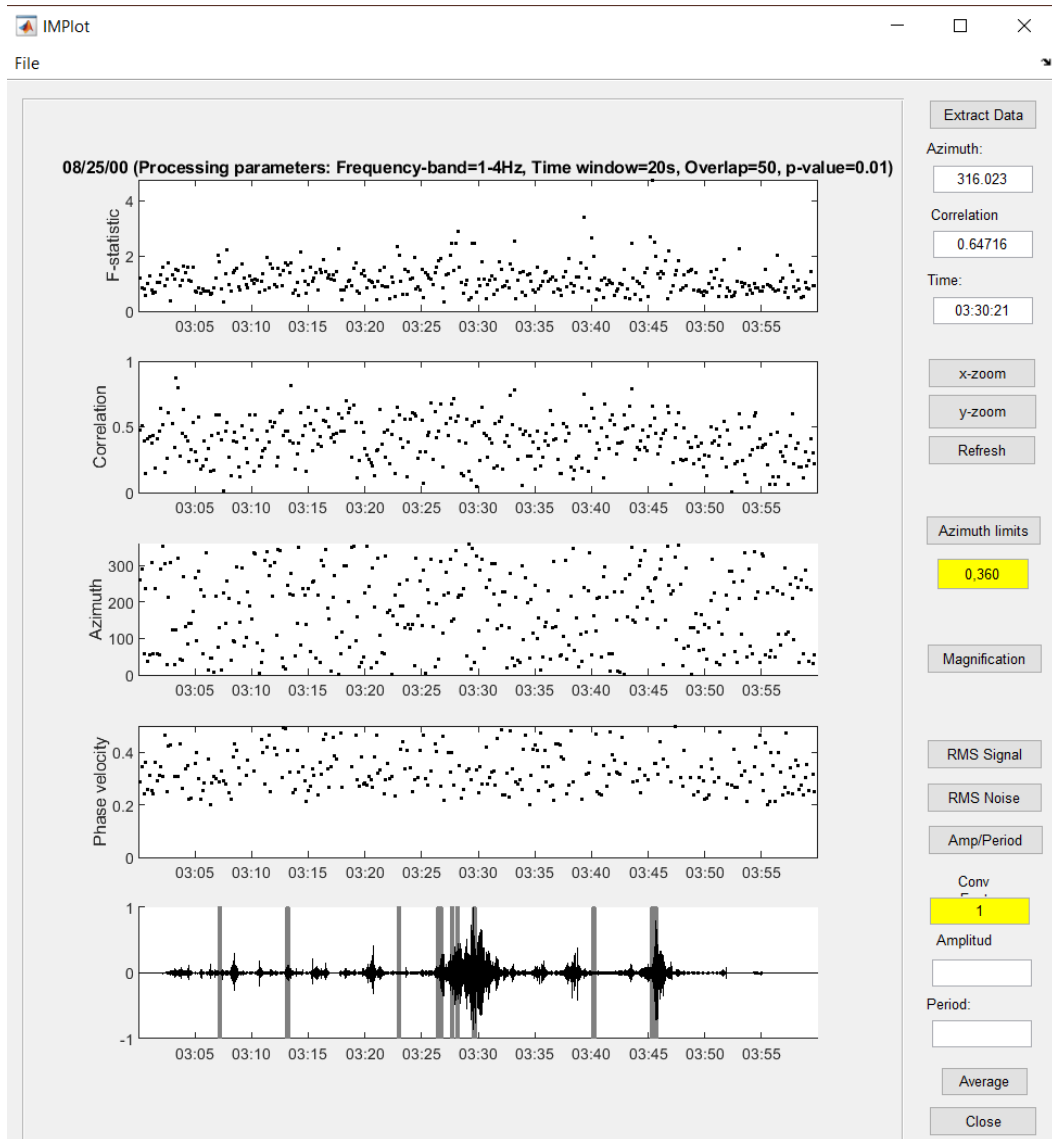 IMPlot
File
08/25/00 (Processing parameters: Frequency-band=1-4Hz, Time window=20s, Overlap=50, p-value=0.01)
F-statistic
4
2
0
03:05 03:10 03:15 03:20 03:25 03:30 03:35 03:40 03:45 03:50 03:55
Correlation
1
0.5
0
03:05 03:10 03:15 03:20 03:25 03:30 03:35 03:40 03:45 03:50 03:55
Azimuth
300
200
100
0
03:05 03:10 03:15 03:20 03:25 03:30 03:35 03:40 03:45 03:50 03:55
Phase velocity
0.4
0.2
0
03:05 03:10 03:15 03:20 03:25 03:30 03:35 03:40 03:45 03:50 03:55
1
0
-1
03:05 03:10 03:15 03:20 03:25 03:30 03:35 03:40 03:45 03:50 03:55
Extract Data
Azimuth:
316.023
Correlation
0.64716
Time:
03:30:21
x-zoom
y-zoom
Refresh
Azimuth limits
0,360
Magnification
RMS Signal
RMS Noise
Amp/Period
Conv
1
Amplitud
Period:
Average
Close